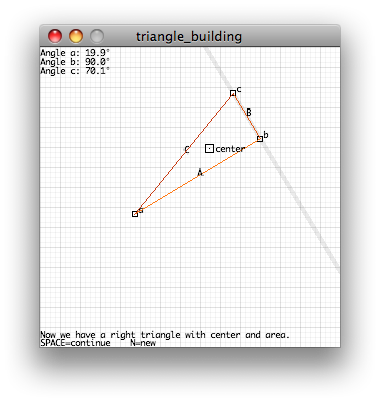 triangle_building
Angle a: 19.9°
Angle b: 90.0°
Angle c: 70.1°
c
B
b
C
center
A
a
Now we have a right triangle with center and area.
SPACE=continue N=new